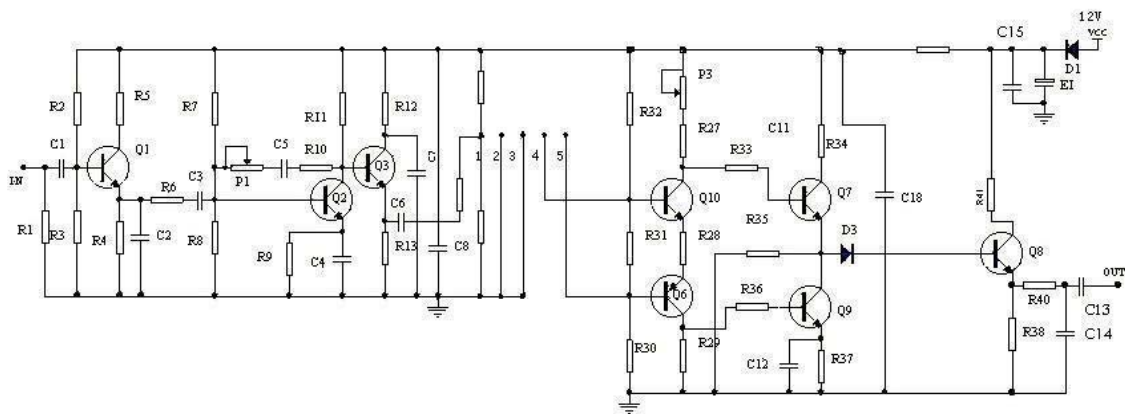 12V
C15
VCC
D1
EI
P3
R2
R5
R7
R11
R12
R32
R27
C11
R34
C1
Q1
C5
R10
R33
IN
P1
Q3
1
2
3
4
5
R6
C3
Q2
C6
Q10
Q7
C18
R41
R35
R1
R3
R4
C2
R8
R9
C4
R13
C8
R31
R28
D3
Q8
Q6
R36
Q9
R40
OUT
C13
R30
R29
C12
R37
R38
C14